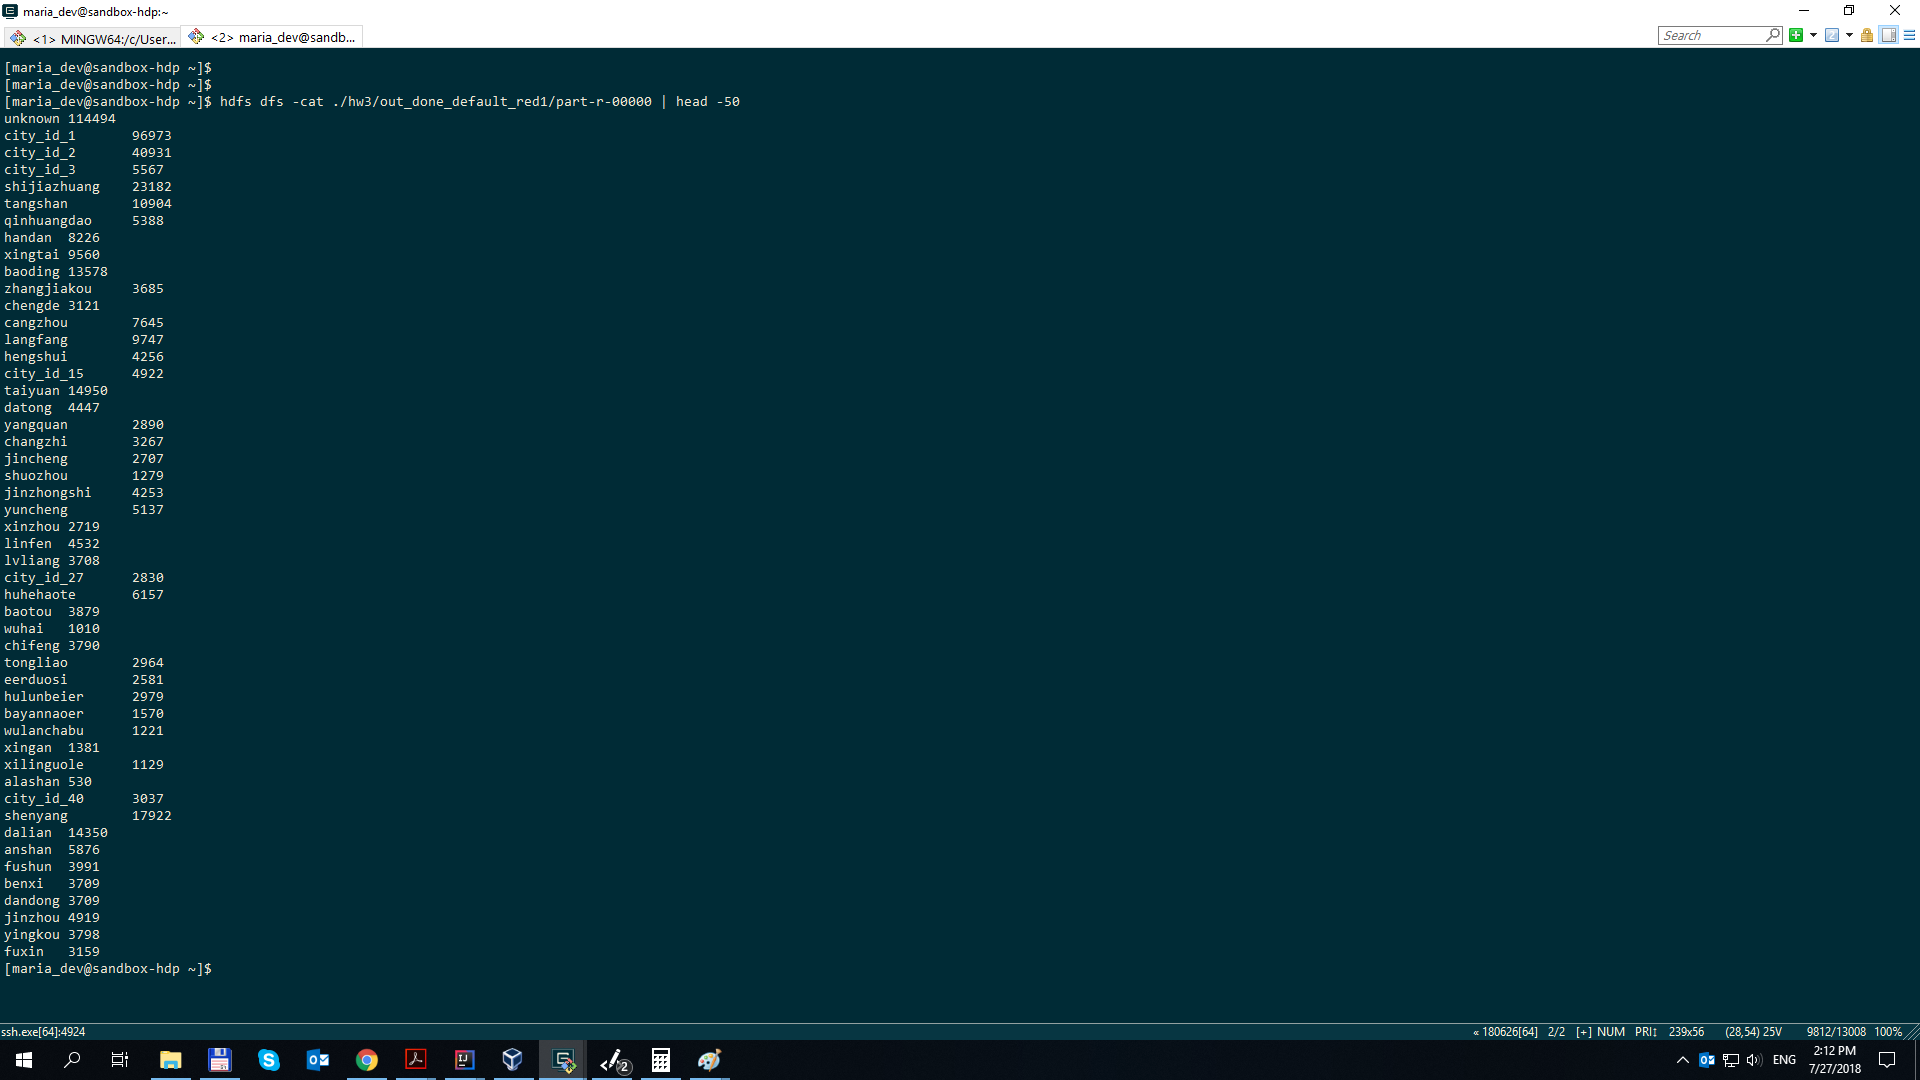 maria_dev@sandbox-hdp:~
<1> MINGW64:/c/User...
<2> maria_dev@sandb...
Search
[maria_dev@sandbox-hdp ~]$
[maria_dev@sandbox-hdp ~]$
[maria_dev@sandbox-hdp ~]$ hdfs dfs -cat ./hw3/out_done_default_red1/part-r-00000 | head -50
unknown 114494
city_id_1 96973
city_id_2 40931
city_id_3 5567
shijiazhuang 23182
tangshan 10904
qinhuangdao 5388
handan 8226
xingtai 9560
baoding 13578
zhangjiakou 3685
chengde 3121
cangzhou 7645
langfang 9747
hengshui 4256
city_id_15 4922
taiyuan 14950
datong 4447
yangquan 2890
changzhi 3267
jincheng 2707
shuozhou 1279
jinzhongshi 4253
yuncheng 5137
xinzhou 2719
linfen 4532
lvliang 3708
city_id_27 2830
huhehaote 6157
baotou 3879
wuhai 1010
chifeng 3790
tongliao 2964
eerduosi 2581
hulunbeier 2979
bayannaoer 1570
wulanchabu 1221
xingan 1381
xilinguole 1129
alashan 530
city_id_40 3037
shenyang 17922
dalian 14350
anshan 5876
fushun 3991
benxi 3709
dandong 3709
jinzhou 4919
yingkou 3798
fuxin 3159
[maria_dev@sandbox-hdp ~]$
ssh.exe[64]:4924
« 180626[64] 2/2 [+] NUM PRI↕ 239x56 (28,54) 25V 9812/13008 100%
2
ENG
2:12 PM
7/27/2018